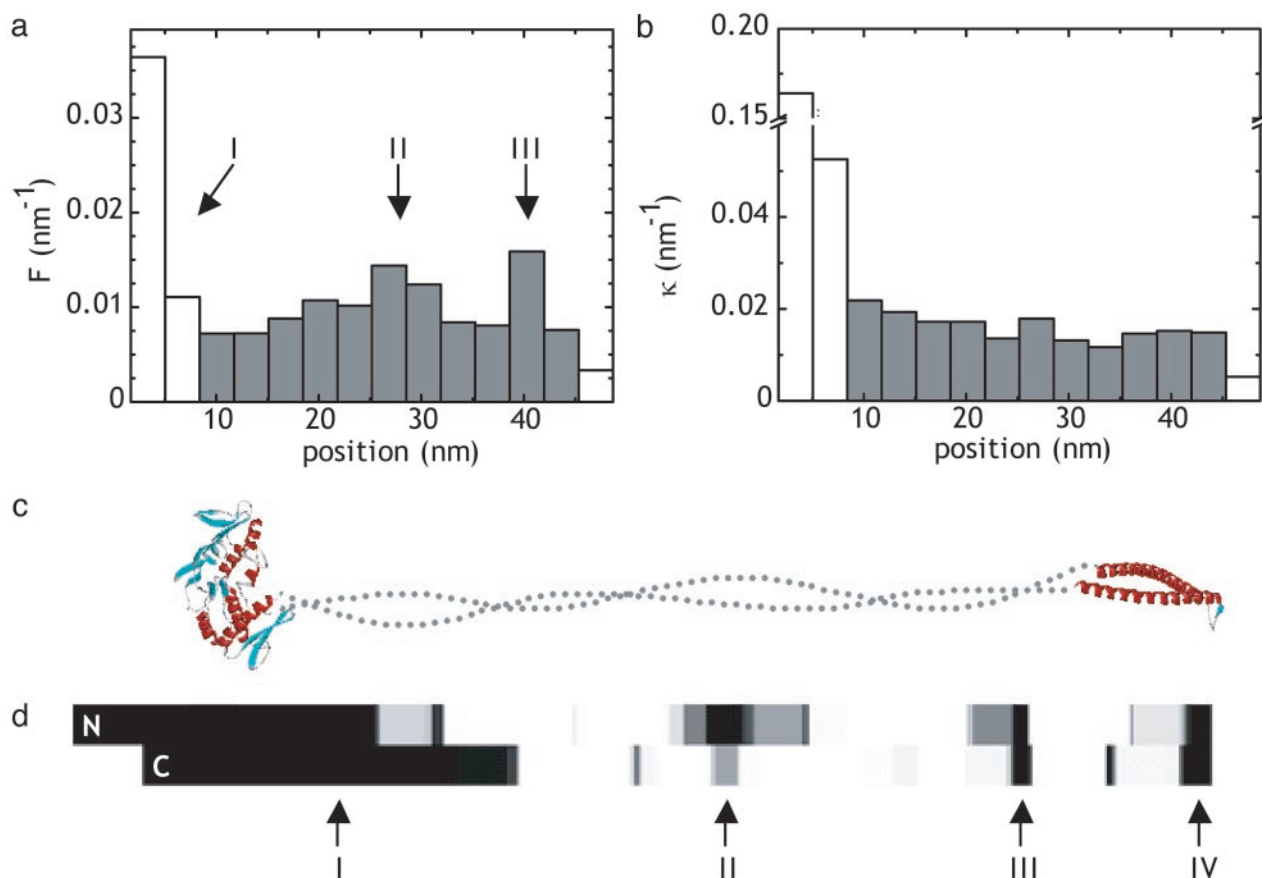 a
F (nm-1)
0.03
0.02
0.01
0
I
II
III
10 20 30 40
position (nm)
b
κ (nm-1)
0.20
0.15
0.04
0.02
0
10 20 30 40
position (nm)
c
d
N
C
I II III IV